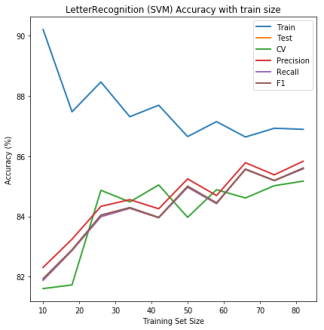 LetterRecognition (SVM) Accuracy with train size
Train
Test
CV
Precision
Recall
F1
90
88
86
84
82
Accuracy (%)
10 20 30 40 50 60 70 80
Training Set Size